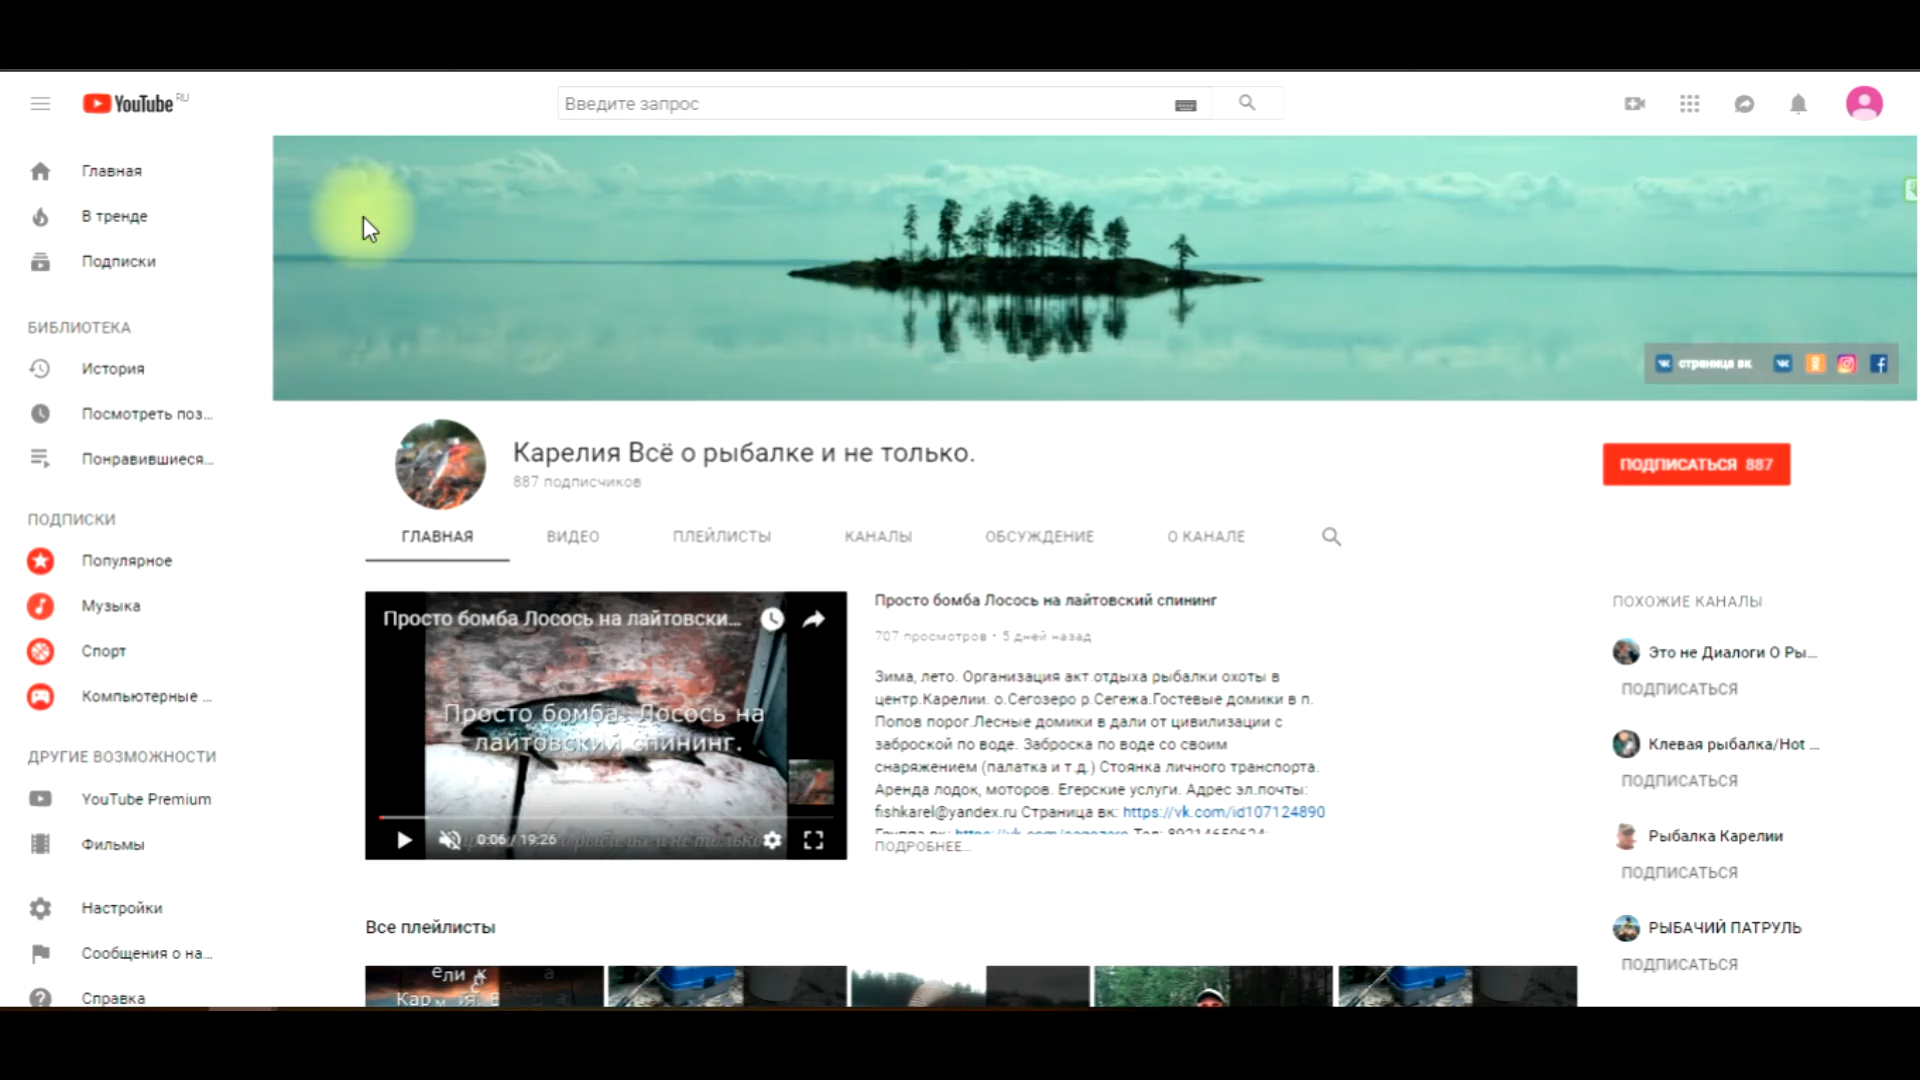 YouTube RU
Введите запрос
Главная
В тренде
Подписки
БИБЛИОТЕКА
История
Посмотреть поз...
Понравившиеся...
ПОДПИСКИ
Популярное
Музыка
Спорт
Компьютерные ...
ДРУГИЕ ВОЗМОЖНОСТИ
YouTube Premium
Фильмы
Настройки
Сообщения о на...
Справка
страница вк
Карелия Всё о рыбалке и не только.
887 подписчиков
ПОДПИСАТЬСЯ 887
ГЛАВНАЯ ВИДЕО ПЛЕЙЛИСТЫ КАНАЛЫ ОБСУЖДЕНИЕ О КАНАЛЕ
Просто бомба Лосось на лайтовски...
Просто бомба. Лосось на
лайтовский спининг.
0:06 / 19:26
Просто бомба Лосось на лайтовский спининг
707 просмотров • 5 дней назад
Зима, лето. Организация акт.отдыха рыбалки охоты в
центр.Карелии. о.Сегозеро р.Сегежа.Гостевые домики в п.
Попов порог.Лесные домики в дали от цивилизации с
заброской по воде. Заброска по воде со своим
снаряжением (палатка и т.д.) Стоянка личного транспорта.
Аренда лодок, моторов. Егерские услуги. Адрес эл.почты:
fishkarel@yandex.ru Страница вк: https://vk.com/id107124890
ПОДРОБНЕЕ...
ПОХОЖИЕ КАНАЛЫ
Это не Диалоги О Ры...
ПОДПИСАТЬСЯ
Клевая рыбалка/Hot ...
ПОДПИСАТЬСЯ
Рыбалка Карелии
ПОДПИСАТЬСЯ
РЫБАЧИЙ ПАТРУЛЬ
ПОДПИСАТЬСЯ
Все плейлисты